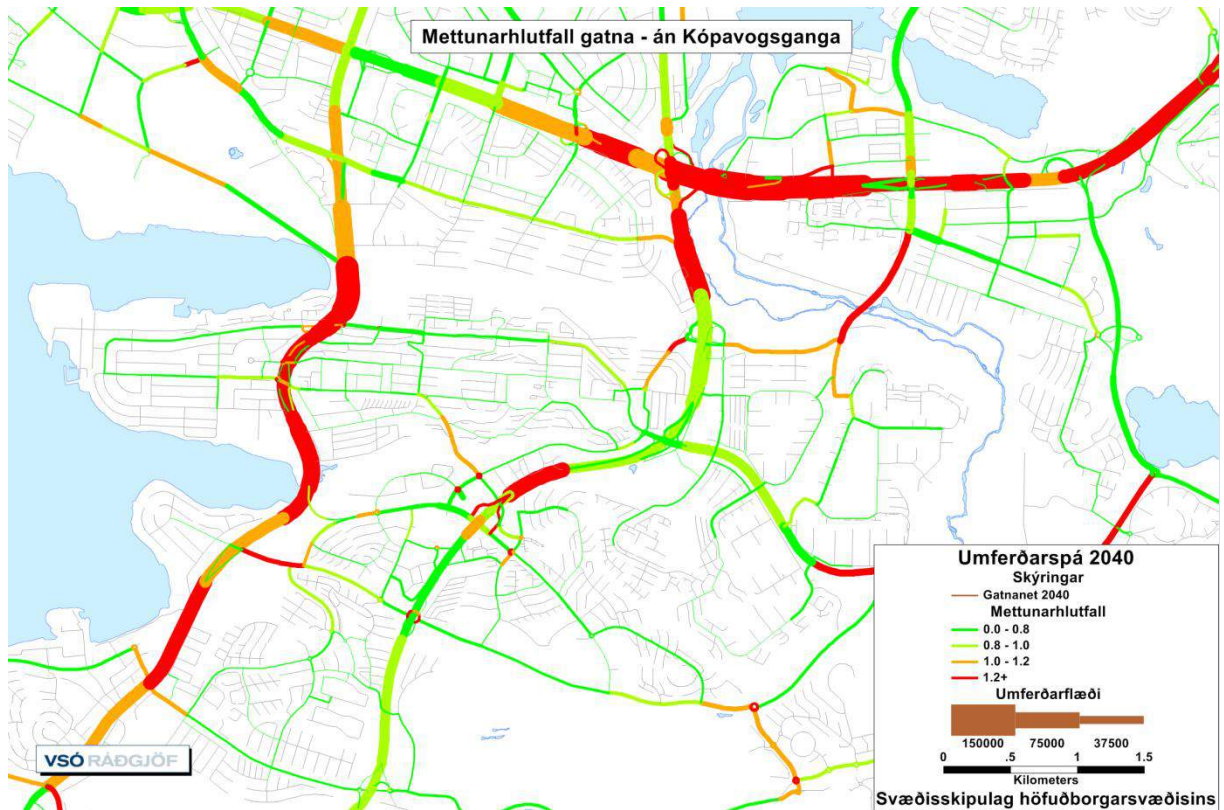 Mettunarhlutfall gatna - án Kópavogsganga
Umferðarspá 2040
Skýringar
Gatnanet 2040
Mettunarhlutfall
0.0 - 0.8
0.8 - 1.0
1.0 - 1.2
1.2+
Umferðarflæði
150000 75000 37500
0 .5 1 1.5
Kilometers
Svæðisskipulag höfuðborgarsvæðisins
VSÓ RÁÐGJÖF